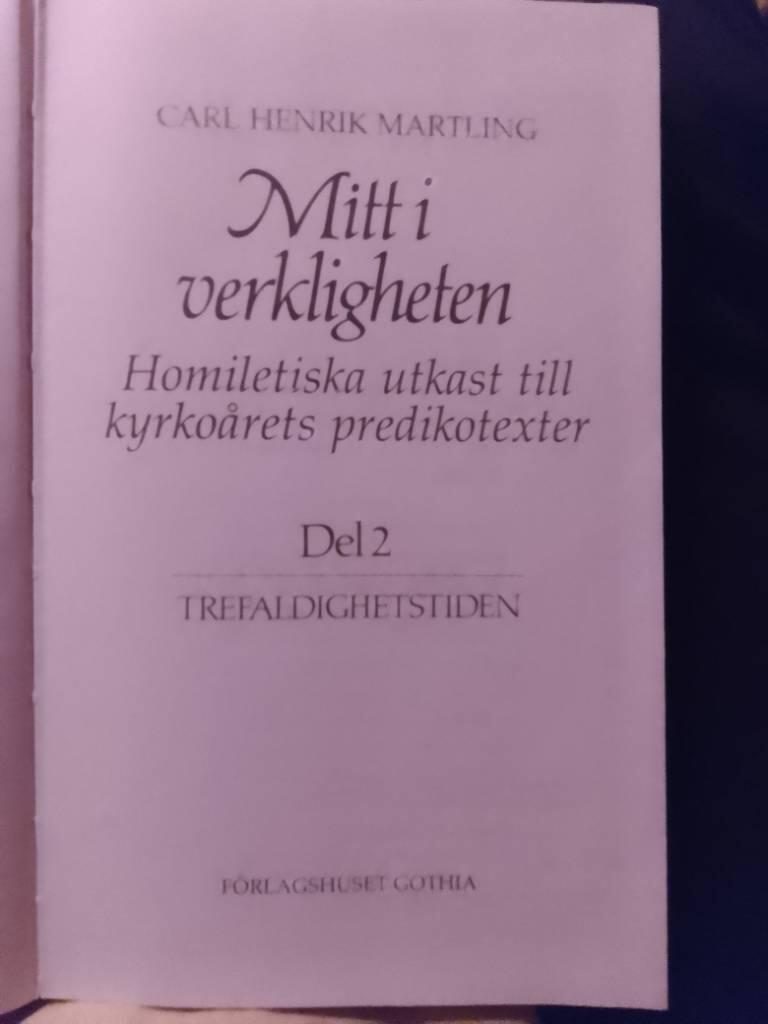 CARL HENRIK MARTLING
Mitt i
verkligheten
Homiletiska utkast till
kyrkoårets predikotexter
Del 2
TREFALDIGHETSTIDEN
FÖRLAGSHUSET GOTHIA